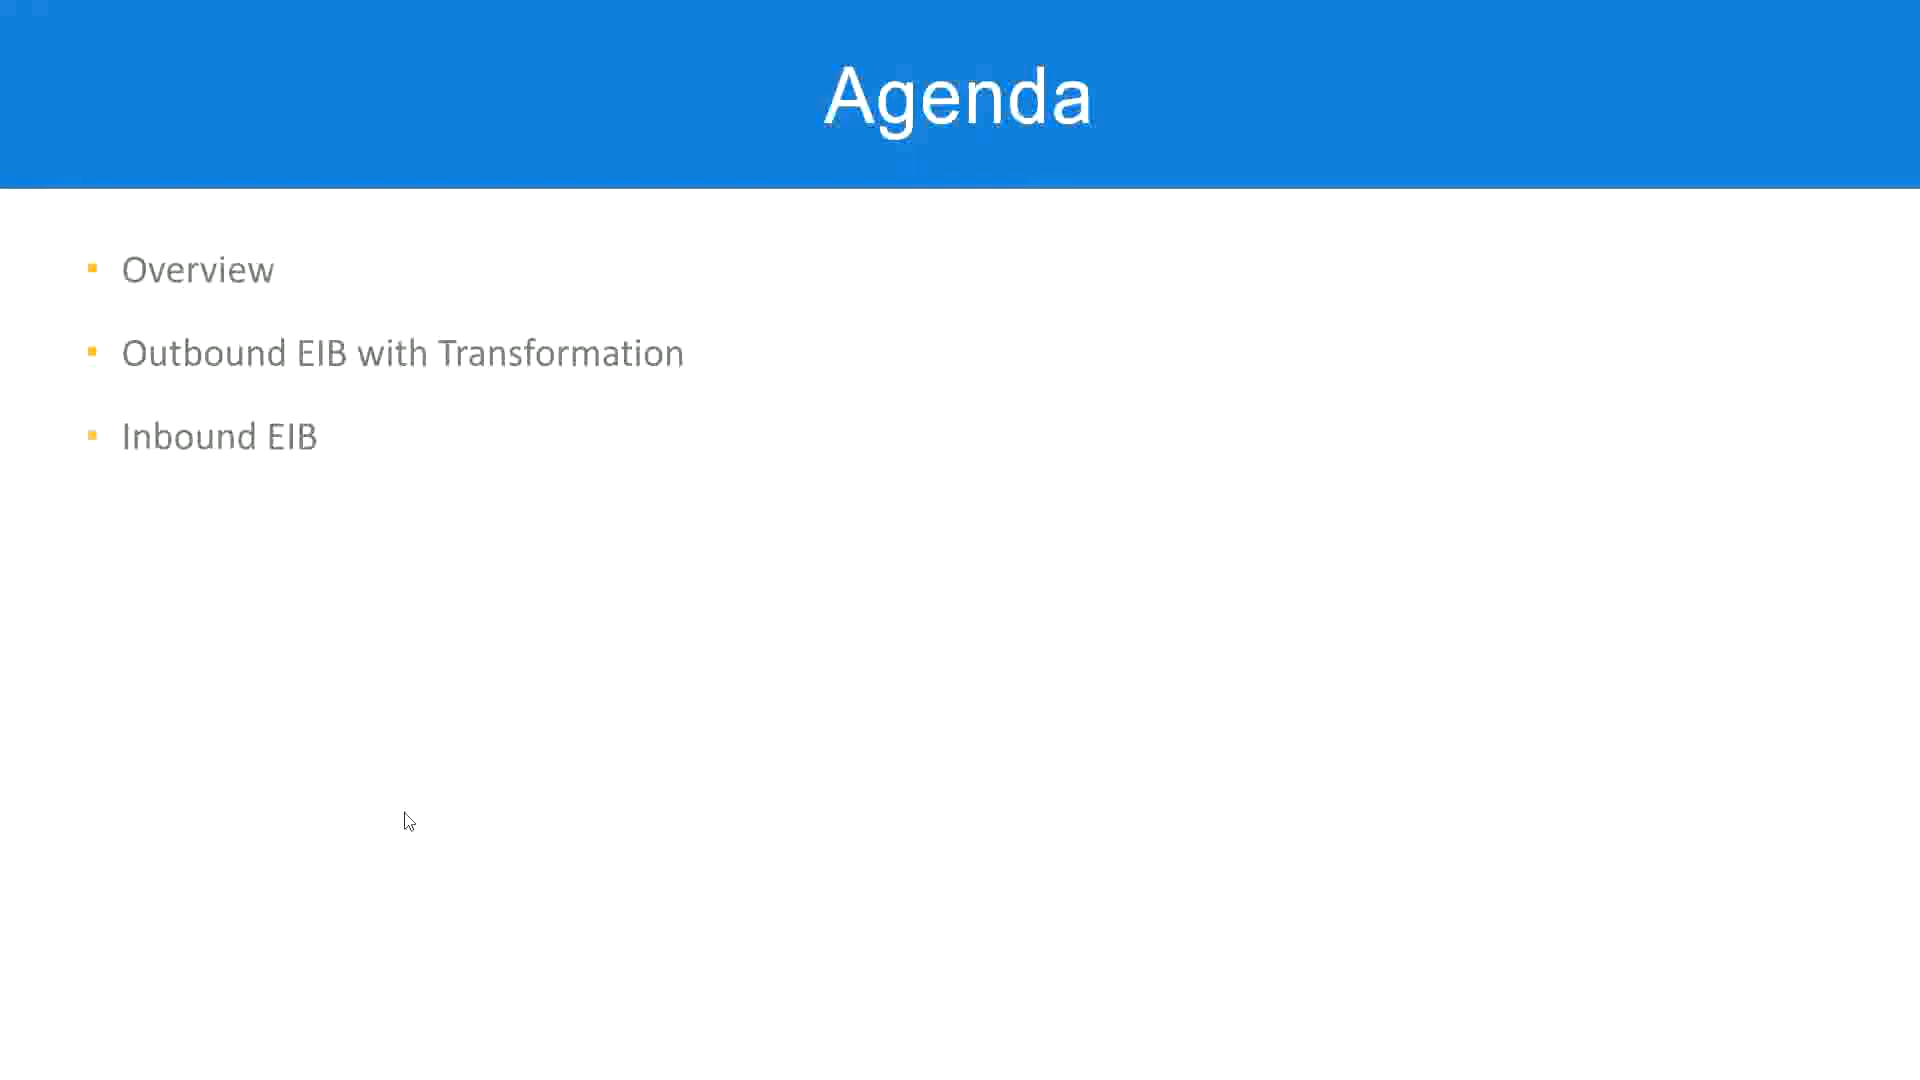 Agenda
▪ Overview
▪ Outbound EIB with Transformation
▪ Inbound EIB